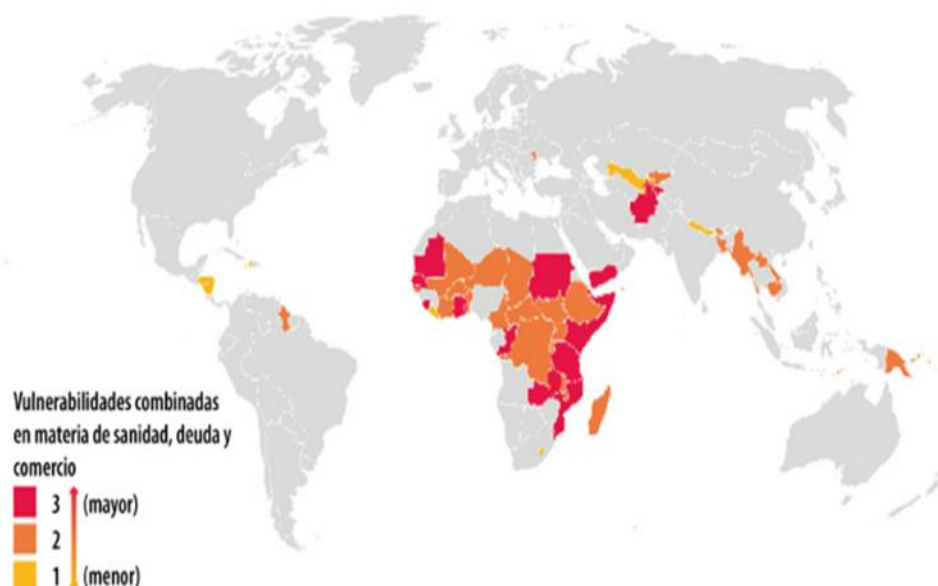 Vulnerabilidades combinadas
en materia de sanidad, deuda y
comercio
3 (mayor)
2
1 (menor)